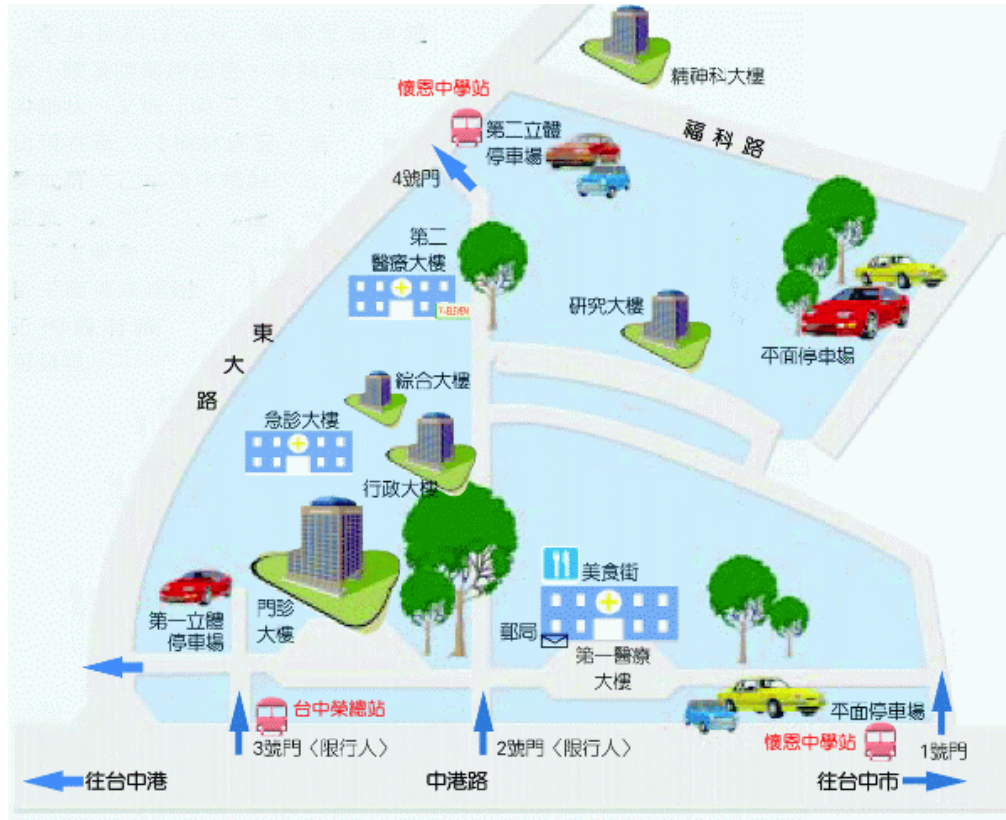 精神科大樓
懷恩中學站
第二立體
停車場
福科路
4號門
第二
醫療大樓
7-ELEVEN
研究大樓
平面停車場
東大路
綜合大樓
急診大樓
行政大樓
美食街
門診
大樓
第一立體
停車場
郵局
第一醫療
大樓
台中榮總站
平面停車場
懷恩中學站
3號門〈限行人〉
2號門〈限行人〉
1號門
往台中港
中港路
往台中市